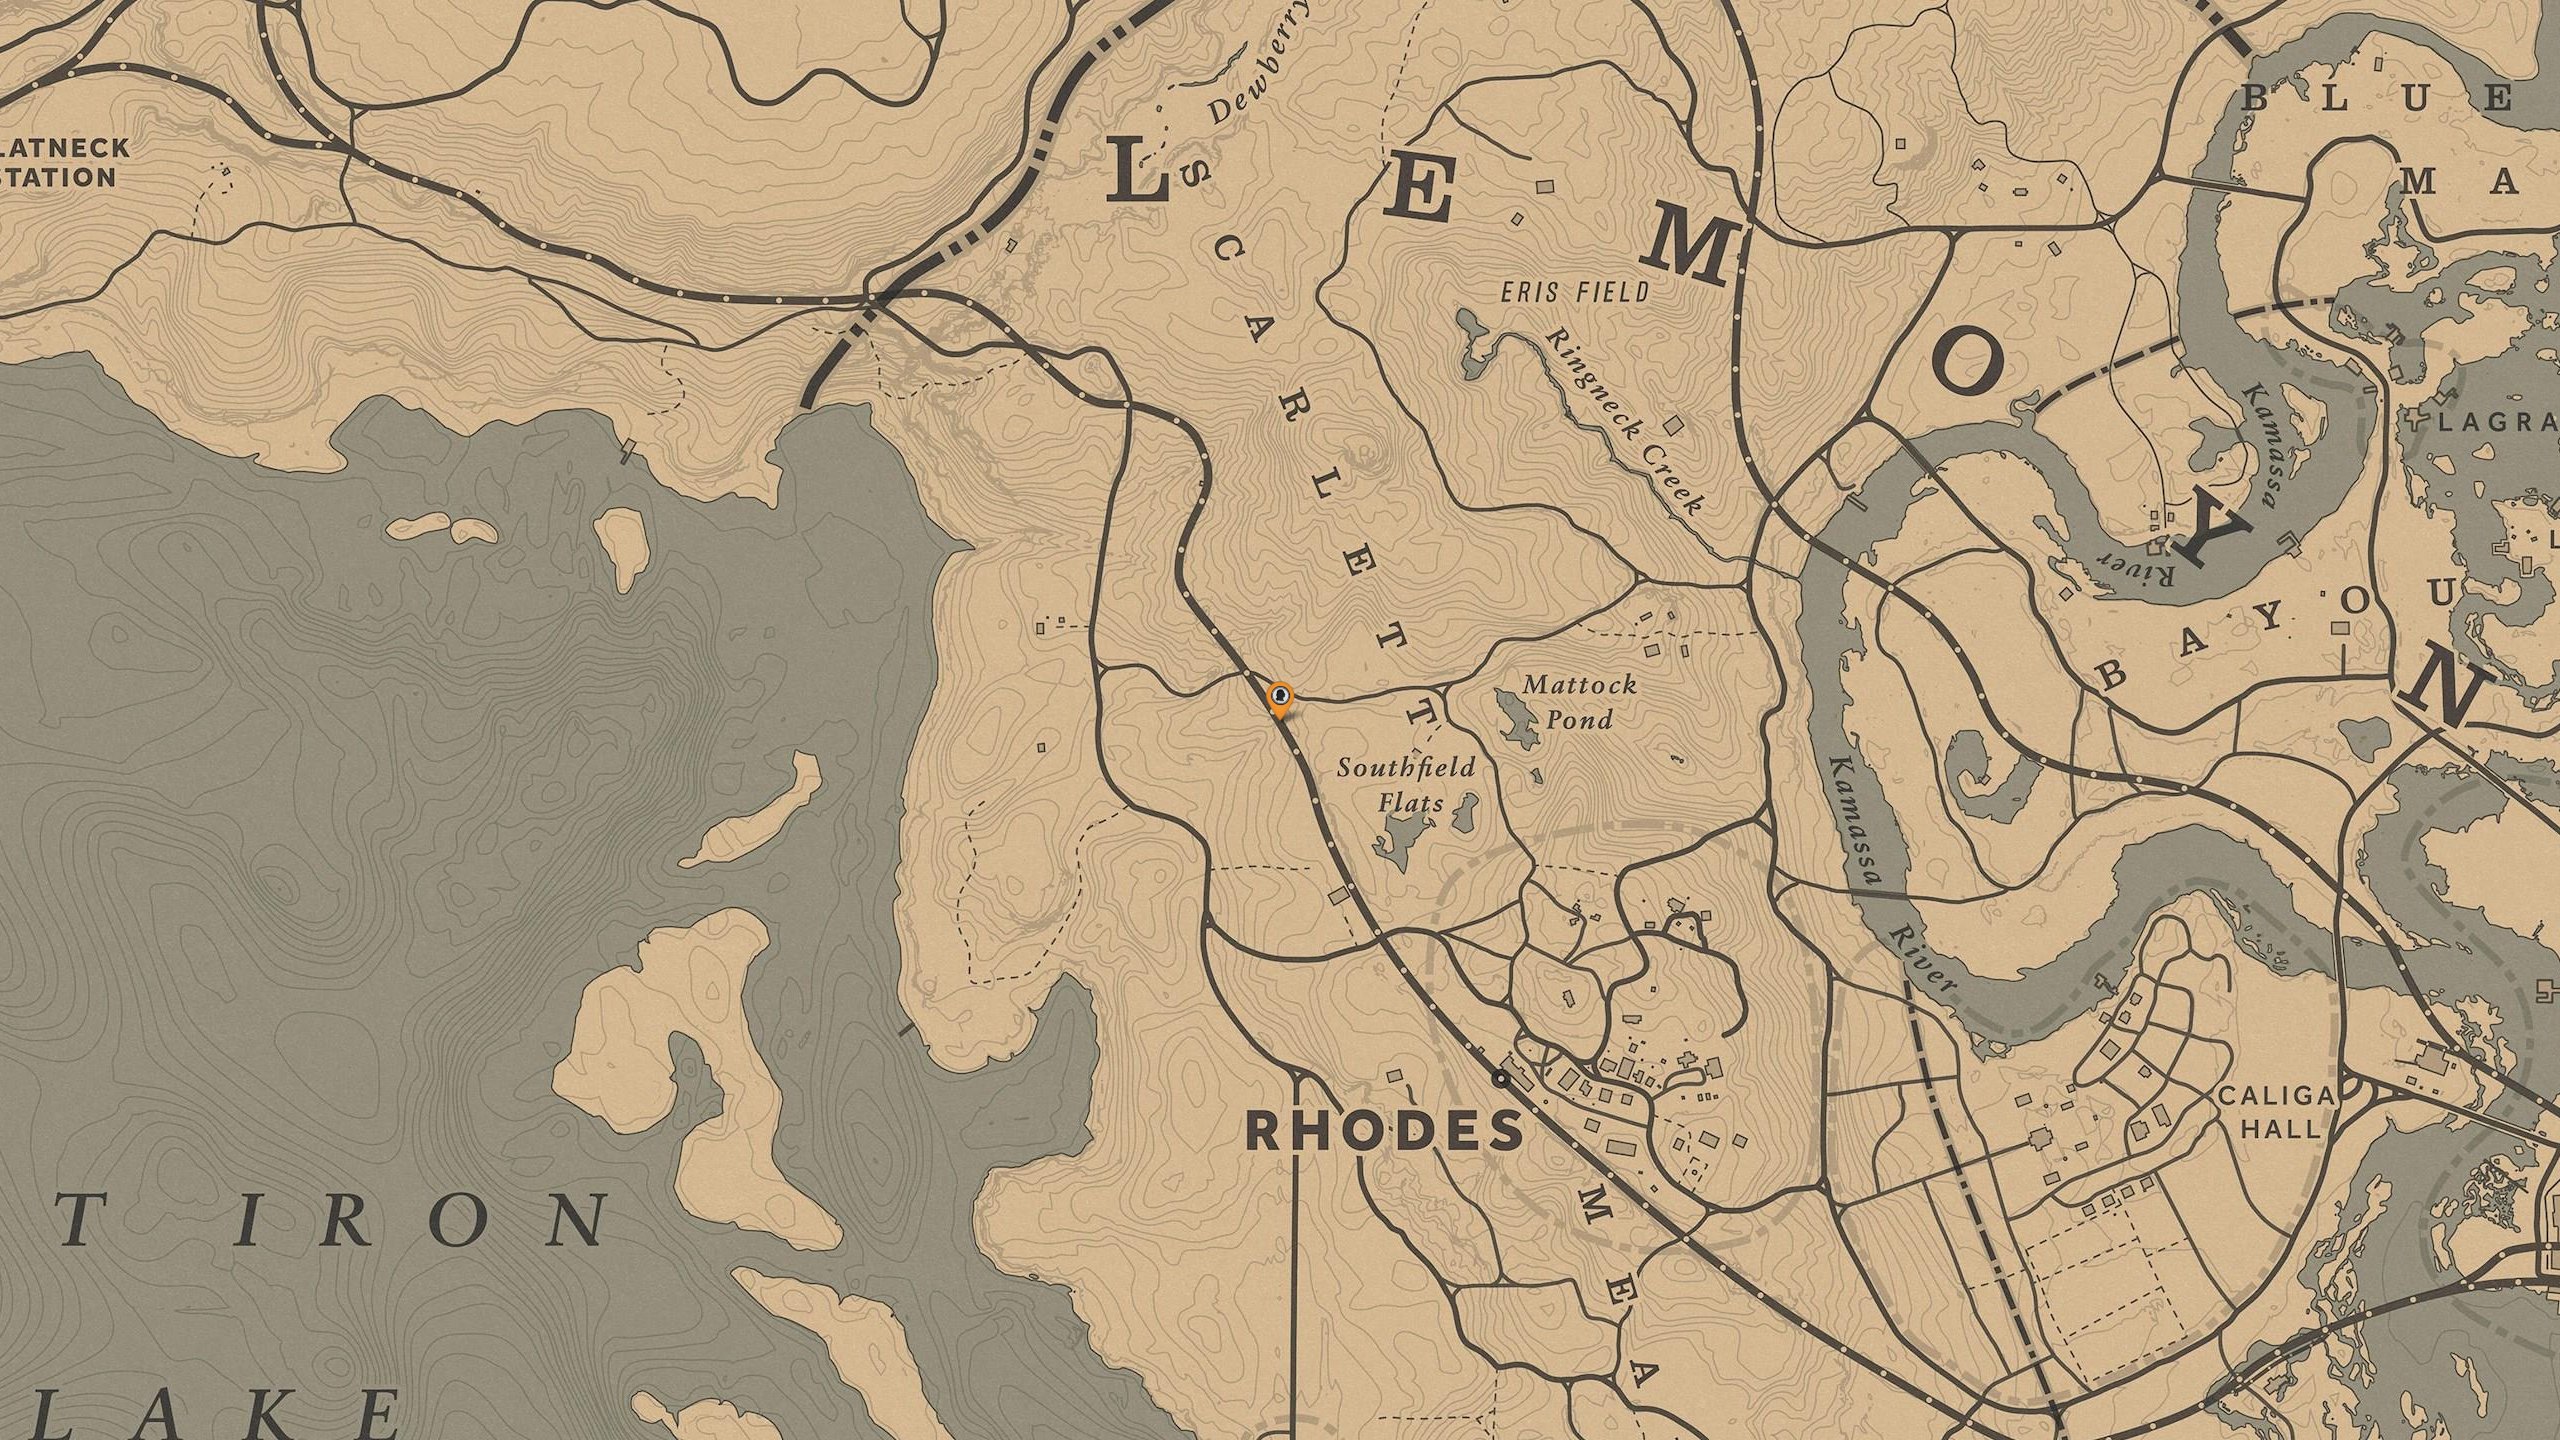 Dewberry
BLUE
MA
LATNECK
STATION
LEMOYN
SCARLETT
MEA
ERIS FIELD
Ringneck Creek
Kamassa
River
LAGRA
BAYOU
L
Mattock
Pond
Southfield
Flats
Kamassa
River
RHODES
CALIGA
HALL
T IRON
LAKE